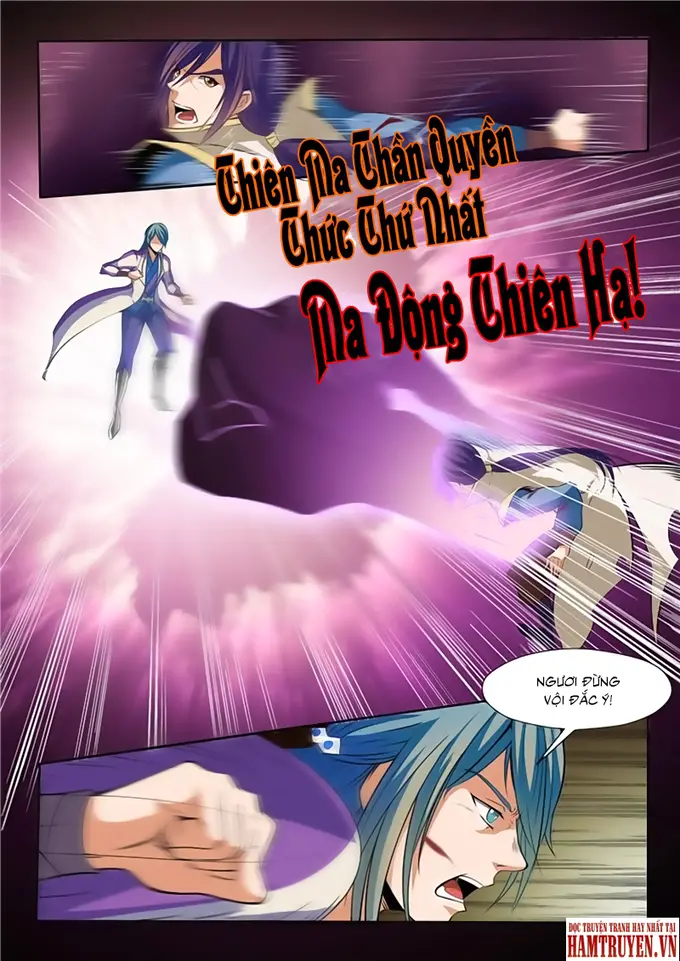 Thiên Ma Thần Quyền
Thức Thứ Nhất
Ma Động Thiên Hạ!
NGƯƠI ĐỪNG
VỘI ĐẮC Ý!
ĐỌC TRUYỆN TRANH HAY NHẤT TẠI
HAMTRUYEN.VN